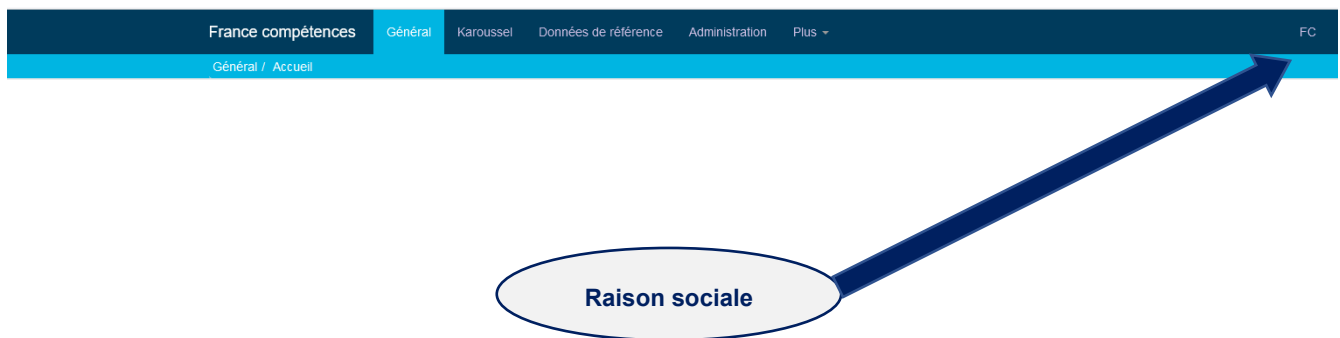 France compétences Général Karoussel Données de référence Administration Plus FC
Général / Accueil
Raison sociale